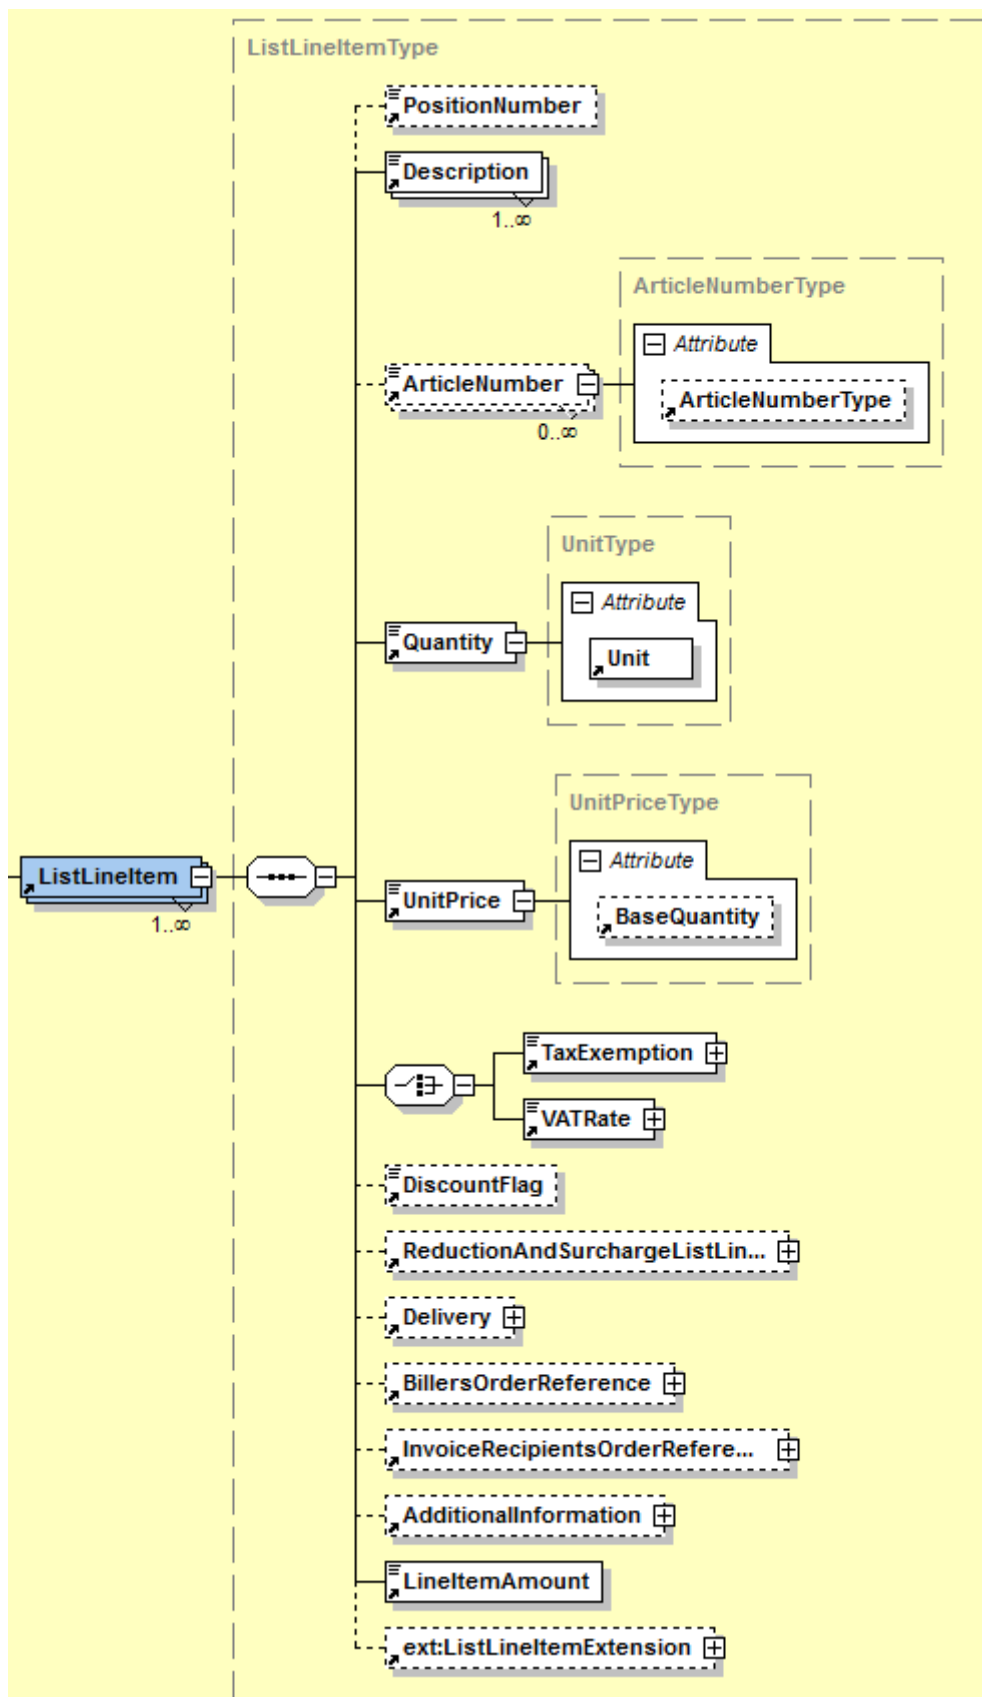 ListLineItemType
PositionNumber
Description
1..∞
ArticleNumberType
Attribute
ArticleNumber
ArticleNumberType
0..∞
UnitType
Attribute
Quantity
Unit
UnitPriceType
Attribute
ListLineItem
1..∞
UnitPrice
BaseQuantity
TaxExemption
VATRate
DiscountFlag
ReductionAndSurchargeListLin...
Delivery
BillersOrderReference
InvoiceRecipientsOrderRefere...
AdditionalInformation
LineItemAmount
ext:ListLineItemExtension